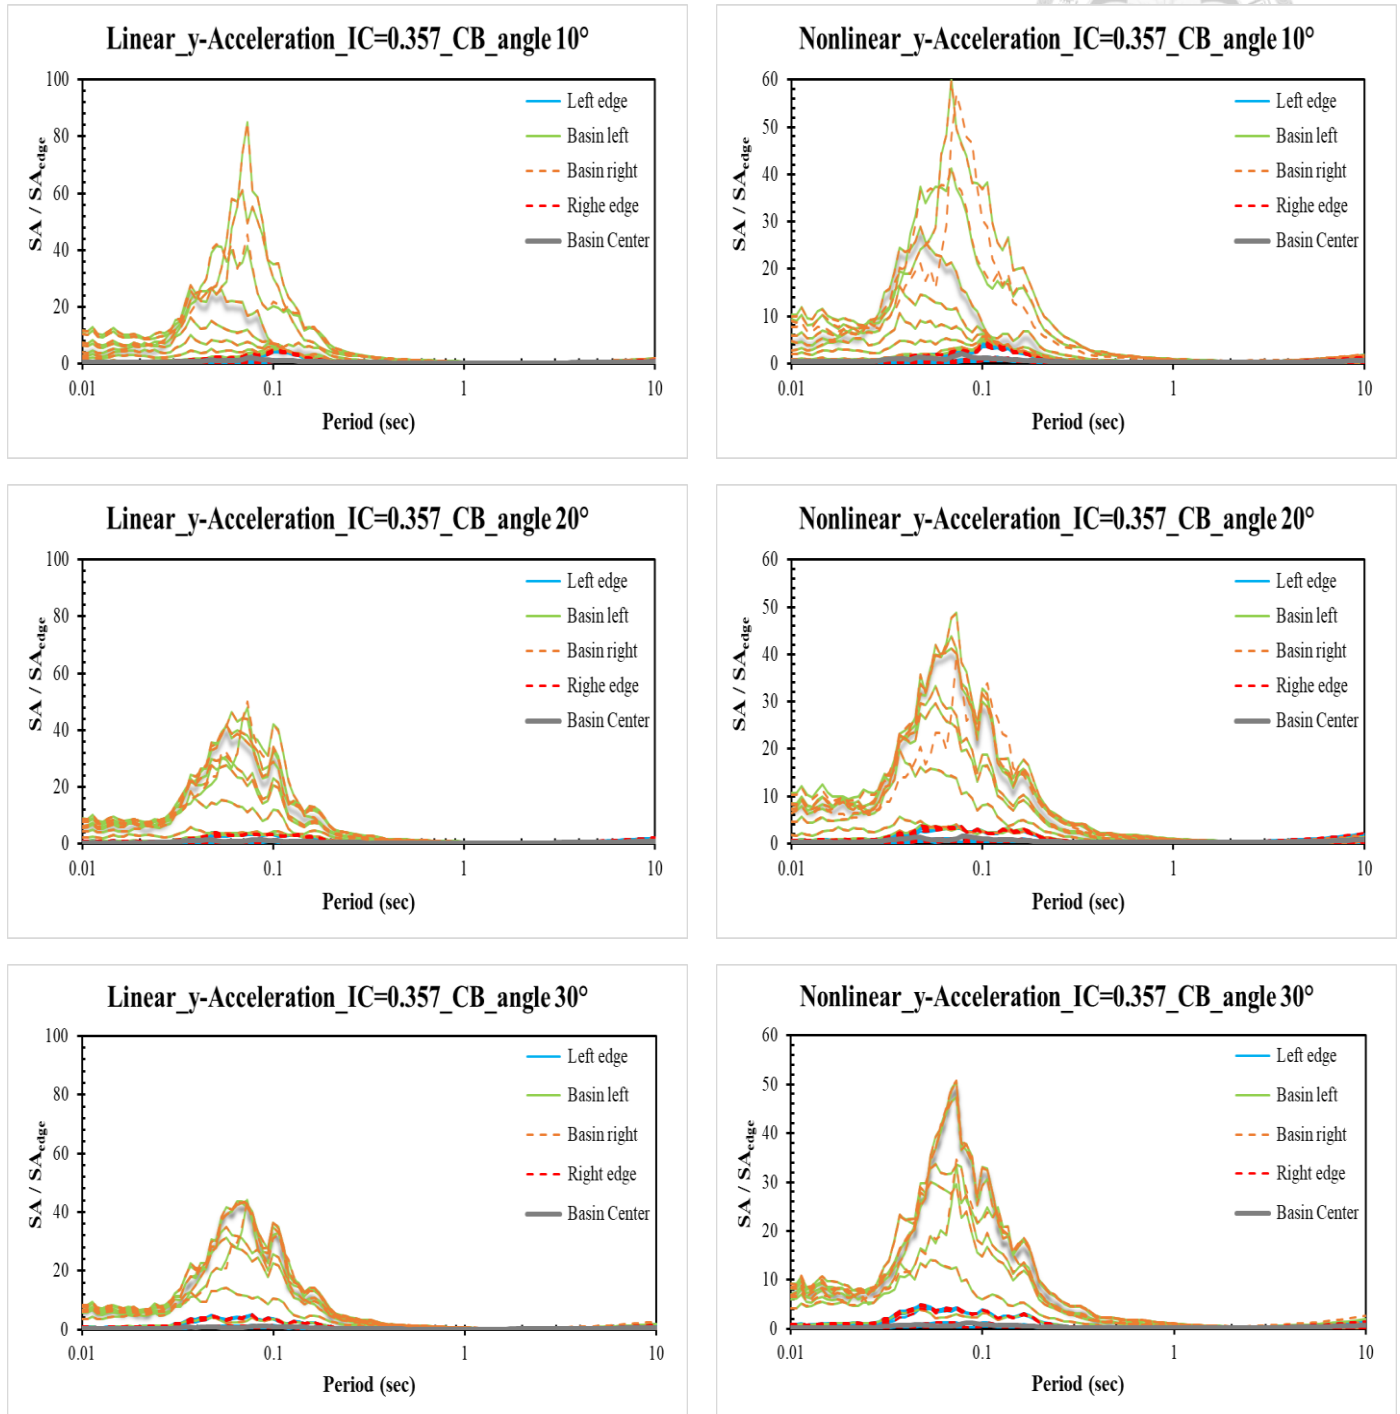 Linear_y-Acceleration_IC=0.357_CB_angle 10°
100
80
60
40
20
0
0.01
0.1
1
10
SA / SAedge
Period (sec)
Left edge
Basin left
Basin right
Righe edge
Basin Center
Nonlinear_y-Acceleration_IC=0.357_CB_angle 10°
60
50
40
30
20
10
0
0.01
0.1
1
10
SA / SAedge
Period (sec)
Left edge
Basin left
Basin right
Righe edge
Basin Center
Linear_y-Acceleration_IC=0.357_CB_angle 20°
100
80
60
40
20
0
0.01
0.1
1
10
SA / SAedge
Period (sec)
Left edge
Basin left
Basin right
Righe edge
Basin Center
Nonlinear_y-Acceleration_IC=0.357_CB_angle 20°
60
50
40
30
20
10
0
0.01
0.1
1
10
SA / SAedge
Period (sec)
Left edge
Basin left
Basin right
Righe edge
Basin Center
Linear_y-Acceleration_IC=0.357_CB_angle 30°
100
80
60
40
20
0
0.01
0.1
1
10
SA / SAedge
Period (sec)
Left edge
Basin left
Basin right
Right edge
Basin Center
Nonlinear_y-Acceleration_IC=0.357_CB_angle 30°
60
50
40
30
20
10
0
0.01
0.1
1
10
SA / SAedge
Period (sec)
Left edge
Basin left
Basin right
Right edge
Basin Center